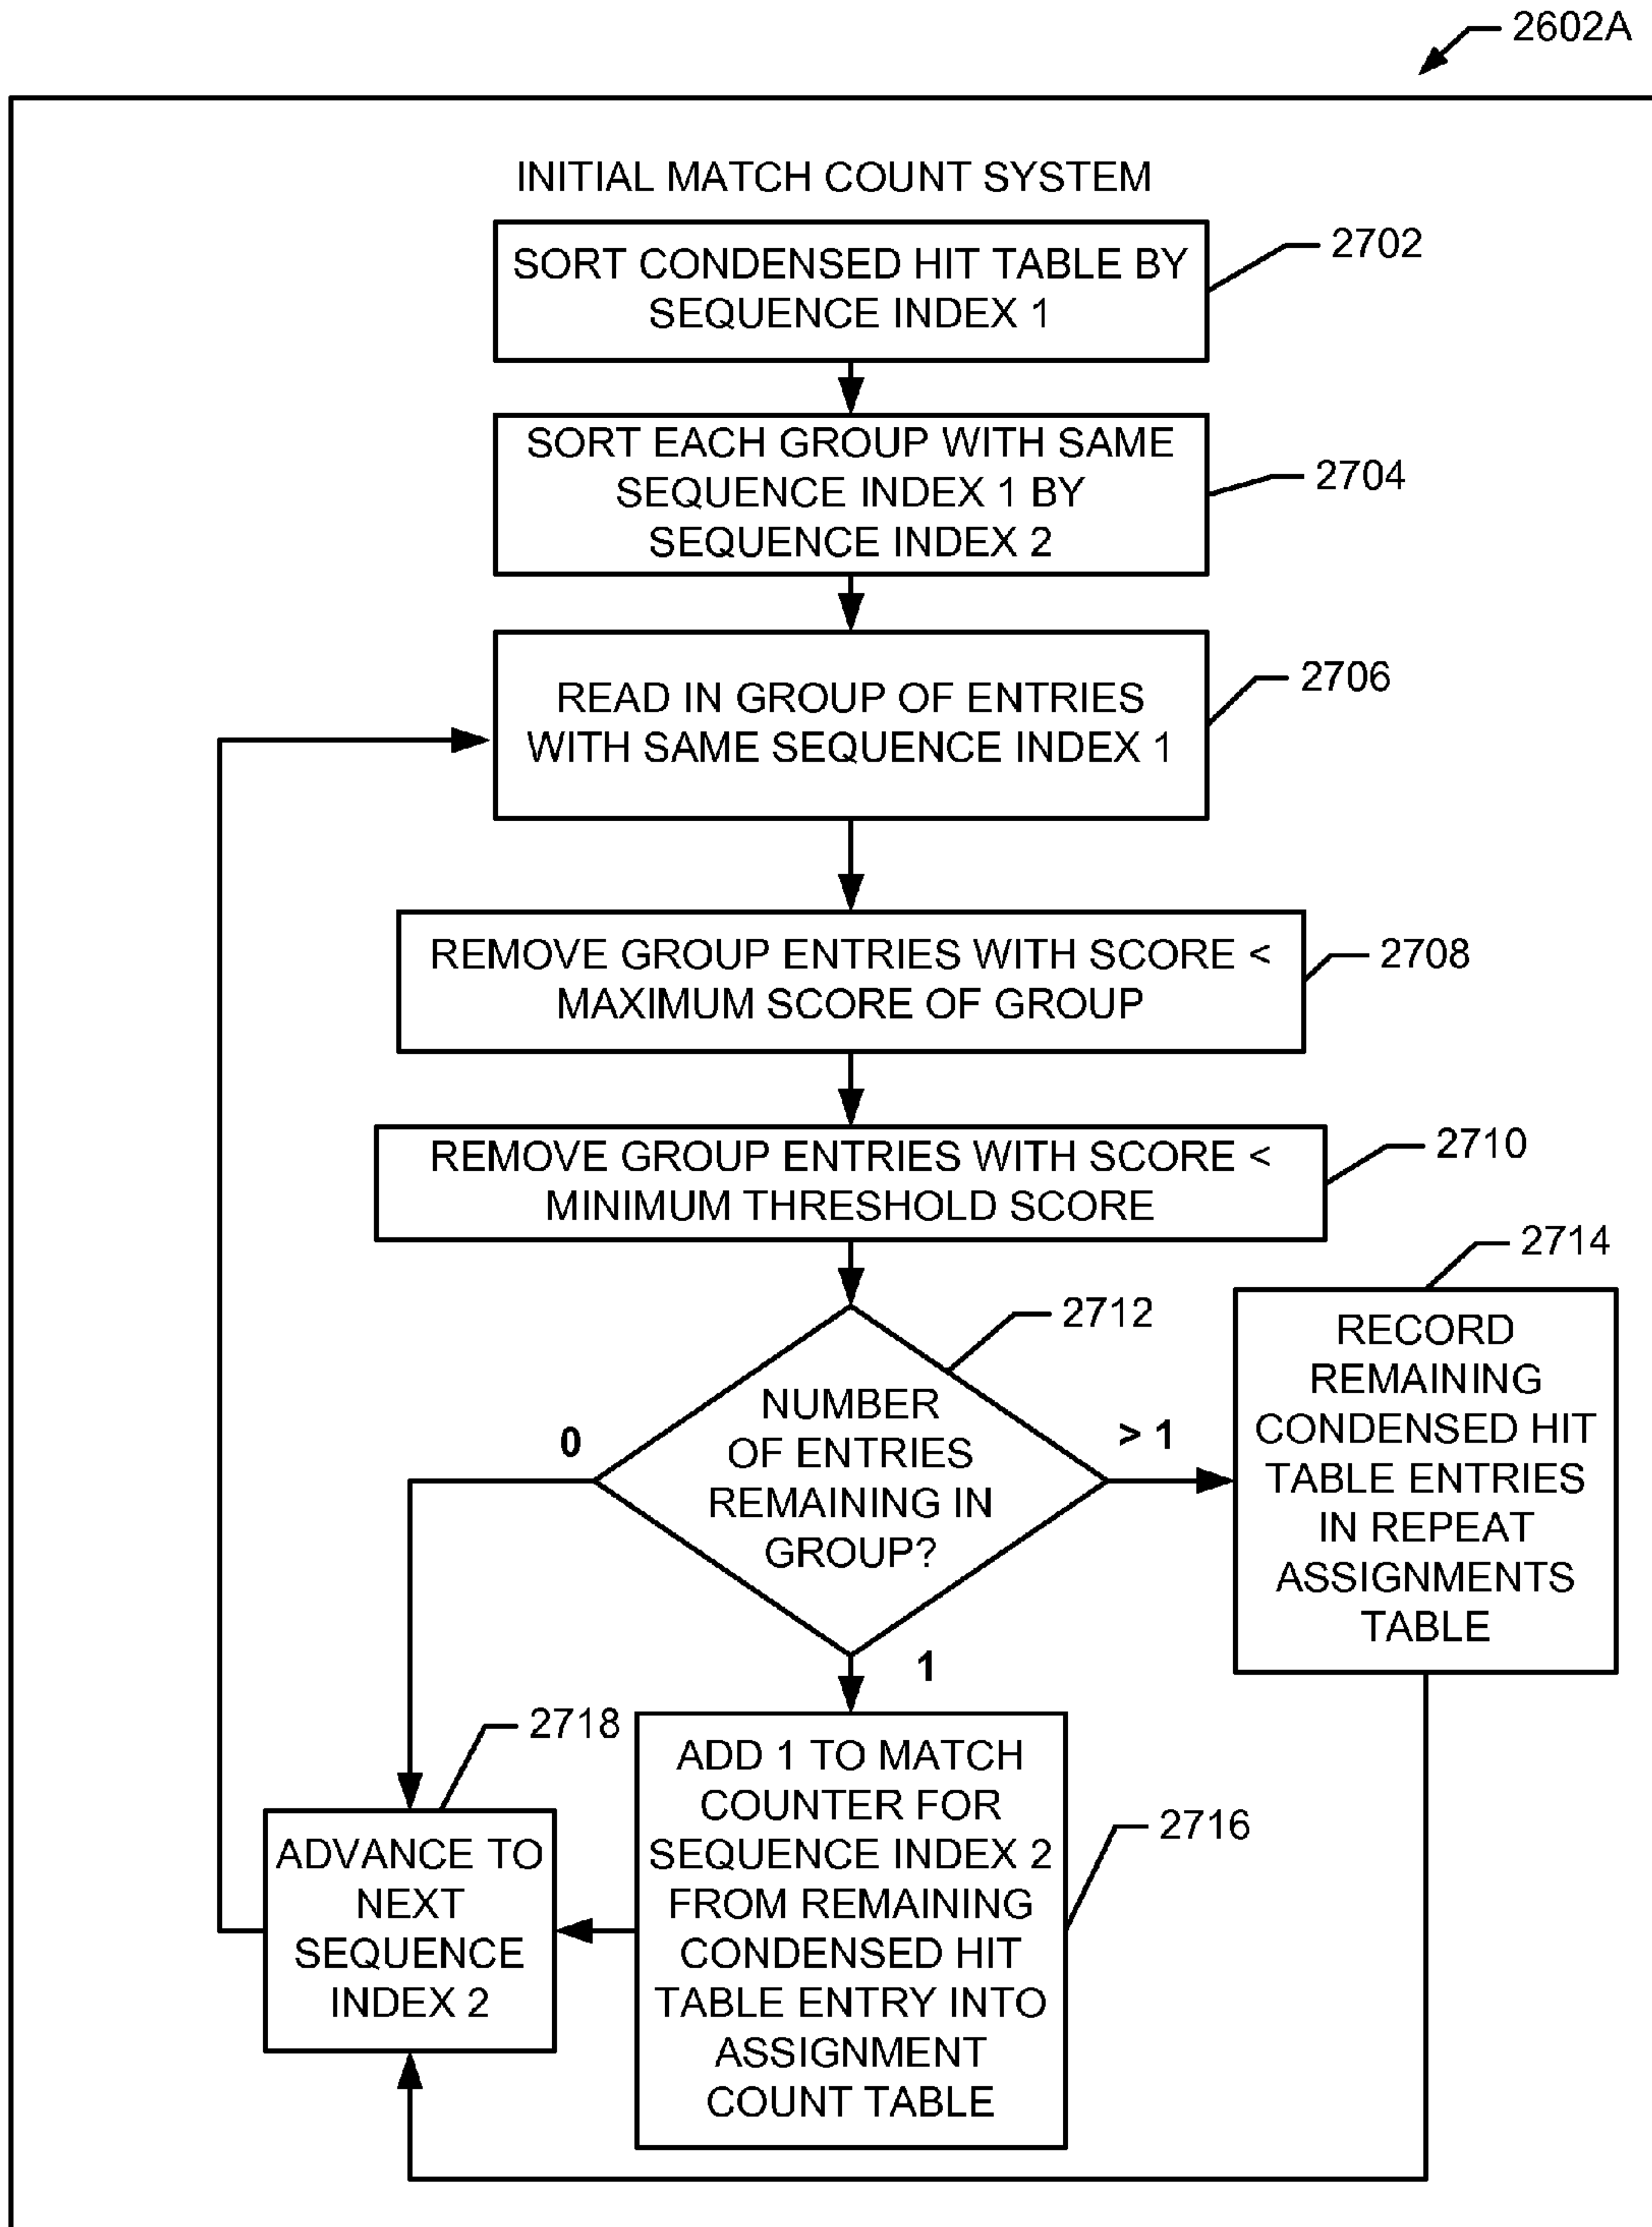 2602A
INITIAL MATCH COUNT SYSTEM
SORT CONDENSED HIT TABLE BY
SEQUENCE INDEX 1
2702
SORT EACH GROUP WITH SAME
SEQUENCE INDEX 1 BY
SEQUENCE INDEX 2
2704
READ IN GROUP OF ENTRIES
WITH SAME SEQUENCE INDEX 1
2706
REMOVE GROUP ENTRIES WITH SCORE <
MAXIMUM SCORE OF GROUP
2708
REMOVE GROUP ENTRIES WITH SCORE <
MINIMUM THRESHOLD SCORE
2710
NUMBER
OF ENTRIES
REMAINING IN
GROUP?
2712
0
> 1
1
RECORD
REMAINING
CONDENSED HIT
TABLE ENTRIES
IN REPEAT
ASSIGNMENTS
TABLE
2714
ADD 1 TO MATCH
COUNTER FOR
SEQUENCE INDEX 2
FROM REMAINING
CONDENSED HIT
TABLE ENTRY INTO
ASSIGNMENT
COUNT TABLE
2716
ADVANCE TO
NEXT
SEQUENCE
INDEX 2
2718